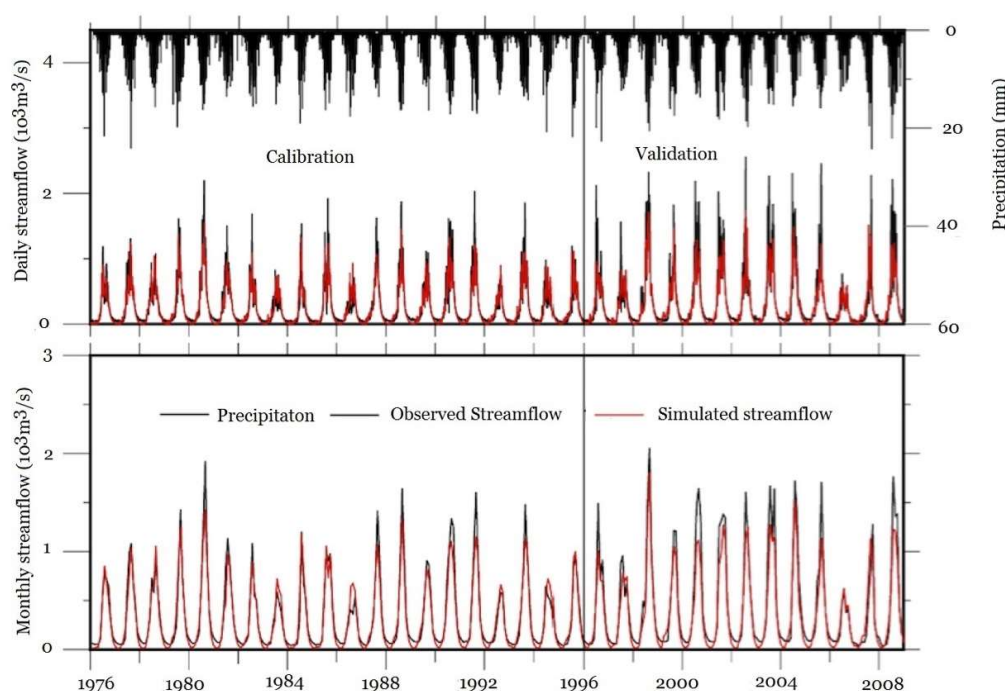 Daily streamflow (103m3/s)
4
2
0
Calibration
Validation
0
20
40
60
Precipitation (mm)
Monthly streamflow (103m3/s)
3
2
1
0
Precipitaton
Observed Streamflow
Simulated streamflow
1976 1980 1984 1988 1992 1996 2000 2004 2008